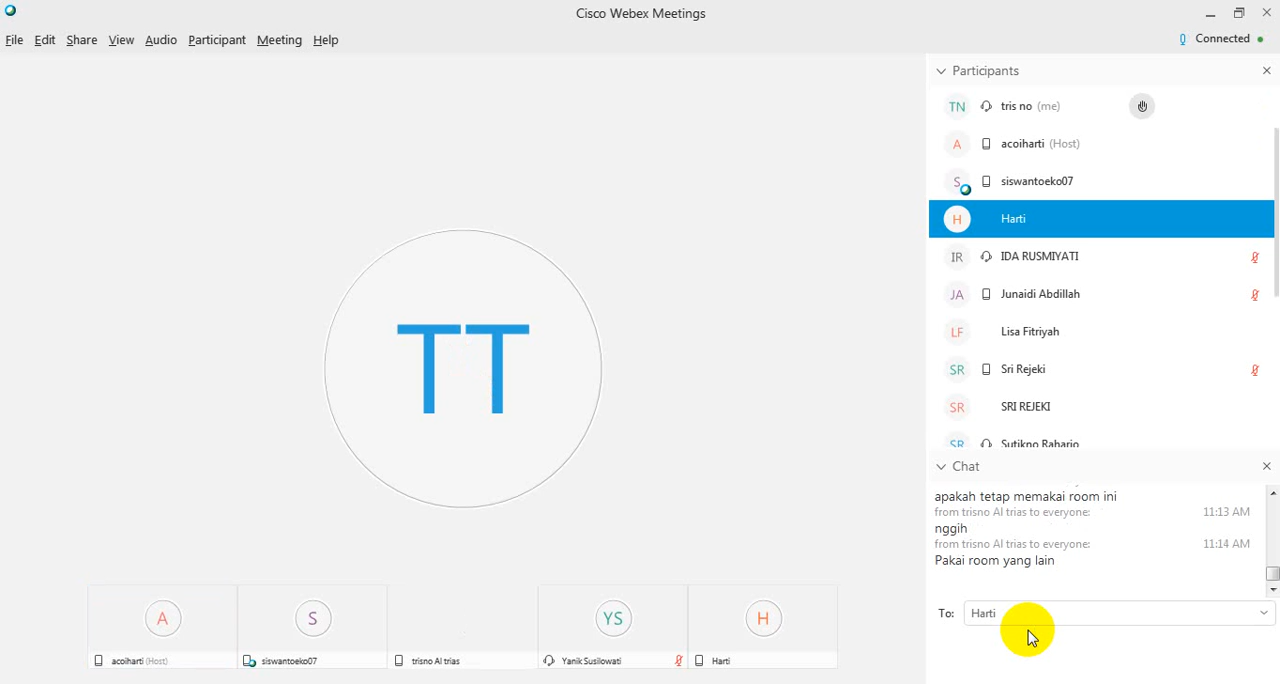 Cisco Webex Meetings
File Edit Share View Audio Participant Meeting Help
Connected
Participants
TN tris no (me)
A acoiharti (Host)
S siswantoeko07
H Harti
IR IDA RUSMIYATI
JA Junaidi Abdillah
LF Lisa Fitriyah
SR Sri Rejeki
SR SRI REJEKI
SR Sutikno Raharjo
TT
Chat
apakah tetap memakai room ini
from trisno Al trias to everyone: 11:13 AM
nggih
from trisno Al trias to everyone: 11:14 AM
Pakai room yang lain
To: Harti
A S YS H
acoiharti (Host) siswantoeko07 trisno Al trias Yanik Susilowati Harti